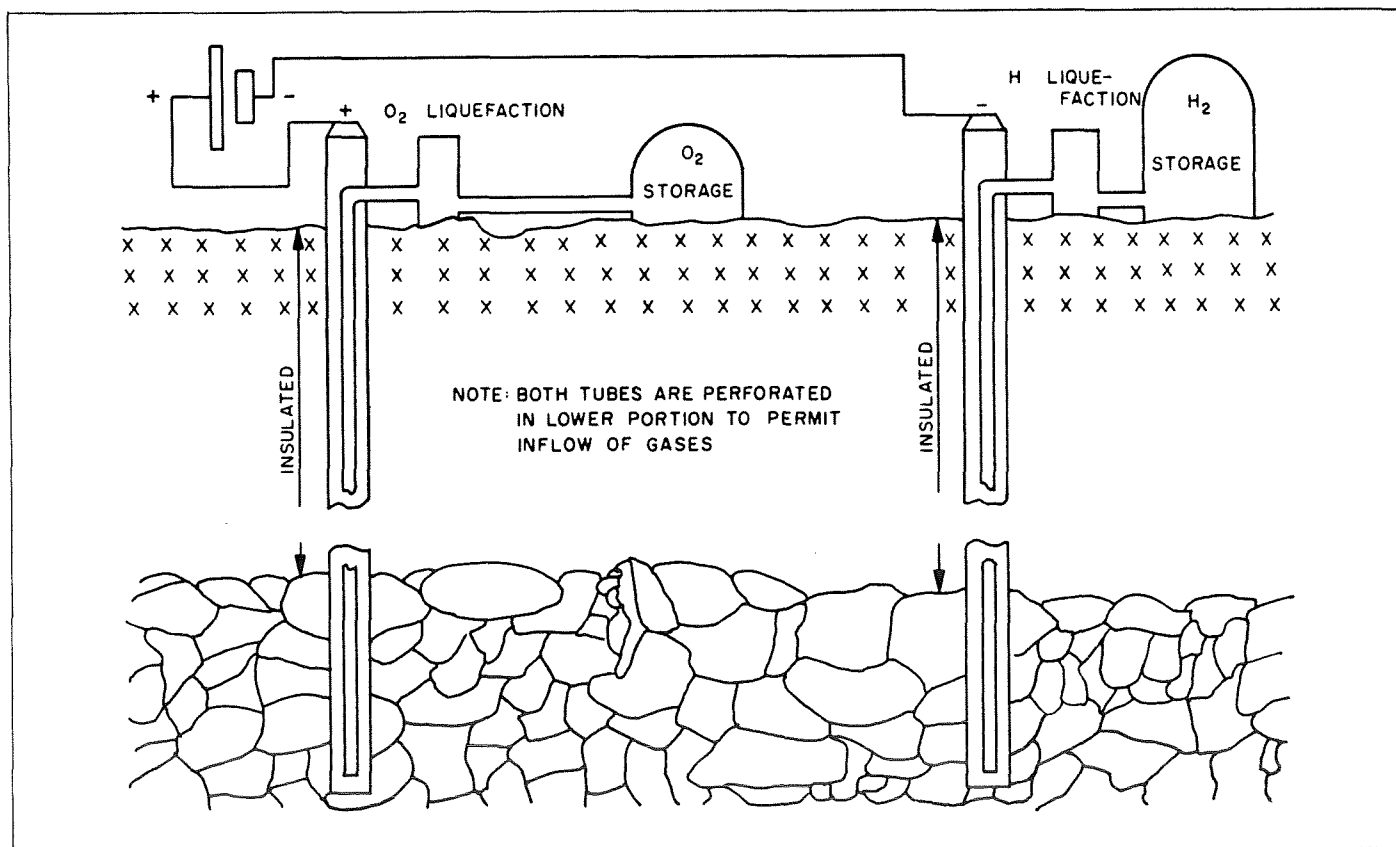 +
-
+
O2 LIQUEFACTION
O2
STORAGE
-
H LIQUE-
FACTION
H2
STORAGE
X X X X X X X X X X X X X X X X X X X X X X X X X X X
X X X X X X X X X X X X X X X X X X X X X X X X X X X
X X X X X X X X X X X X X X X X X X X X X X X X X X X
INSULATED
NOTE: BOTH TUBES ARE PERFORATED
IN LOWER PORTION TO PERMIT
INFLOW OF GASES
INSULATED